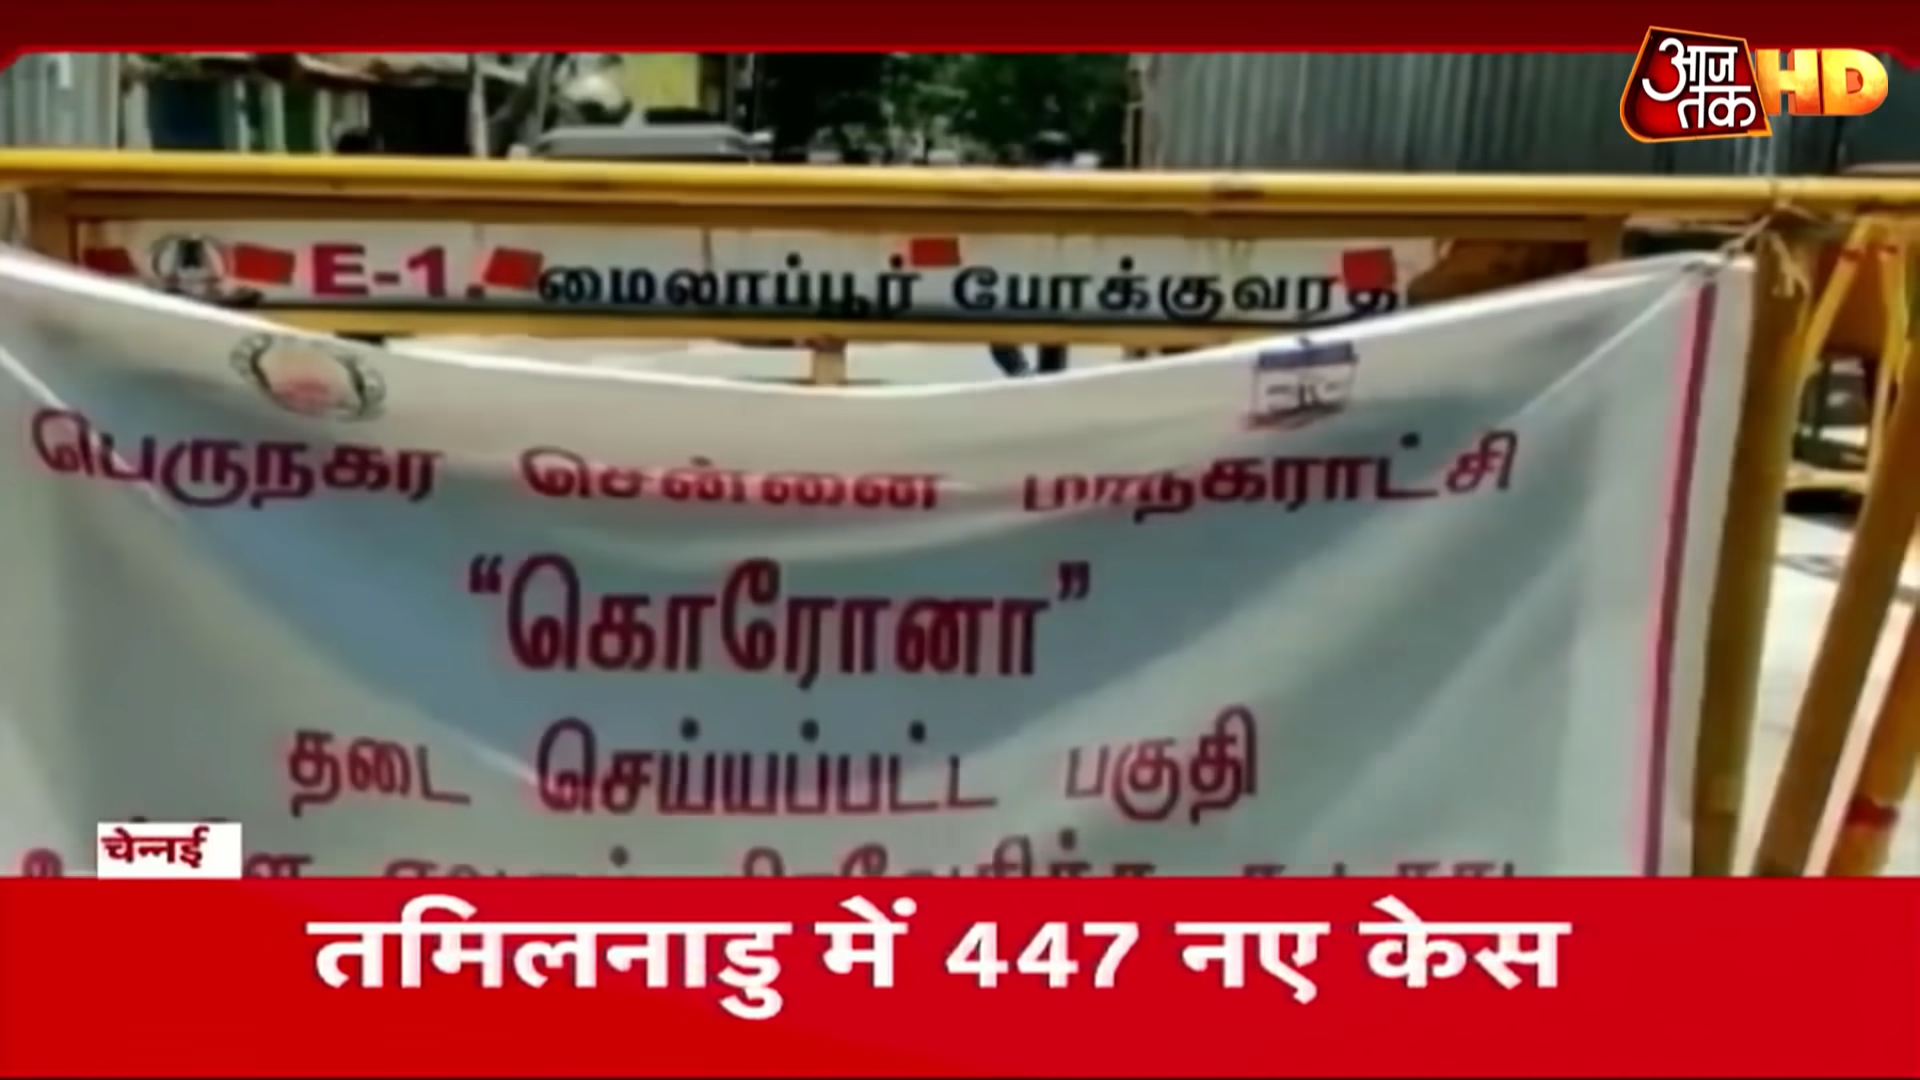 आज तक HD
E-1. மைலாப்பூர் போக்குவரத்
பெருநகர சென்னை மாநகராட்சி
“கொரோனா”
தடை செய்யப்பட்ட பகுதி
चेन्नई
तमिलनाडु में 447 नए केस